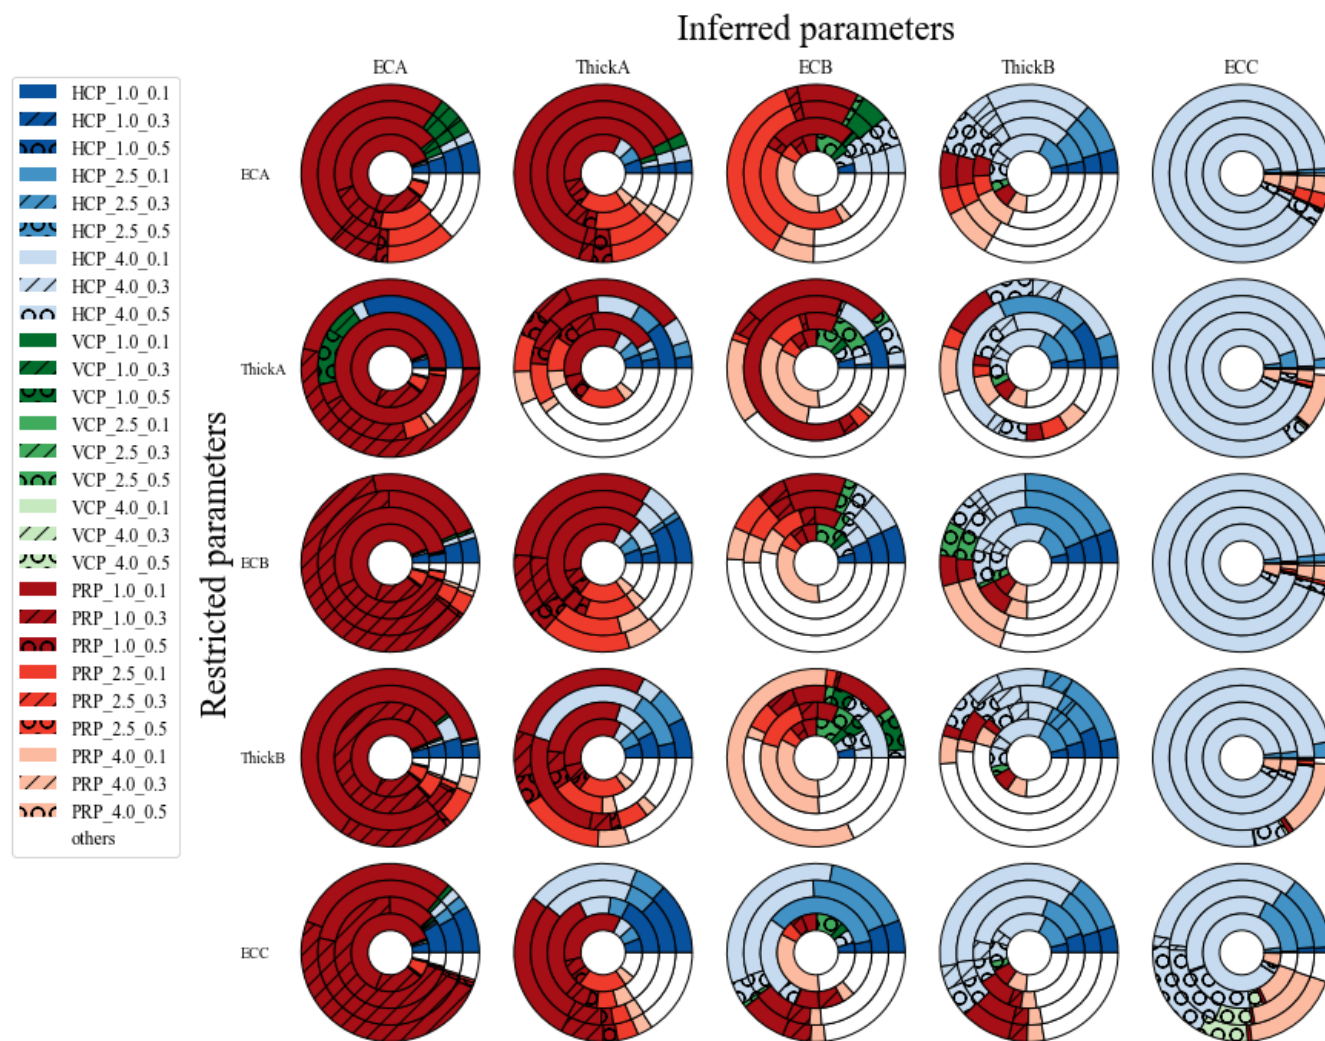 Inferred parameters
ECA
ThickA
ECB
ThickB
ECC
HCP_1.0_0.1
HCP_1.0_0.3
HCP_1.0_0.5
HCP_2.5_0.1
HCP_2.5_0.3
HCP_2.5_0.5
HCP_4.0_0.1
HCP_4.0_0.3
HCP_4.0_0.5
VCP_1.0_0.1
VCP_1.0_0.3
VCP_1.0_0.5
VCP_2.5_0.1
VCP_2.5_0.3
VCP_2.5_0.5
VCP_4.0_0.1
VCP_4.0_0.3
VCP_4.0_0.5
PRP_1.0_0.1
PRP_1.0_0.3
PRP_1.0_0.5
PRP_2.5_0.1
PRP_2.5_0.3
PRP_2.5_0.5
PRP_4.0_0.1
PRP_4.0_0.3
PRP_4.0_0.5
others
Restricted parameters
ECA
ThickA
ECB
ThickB
ECC